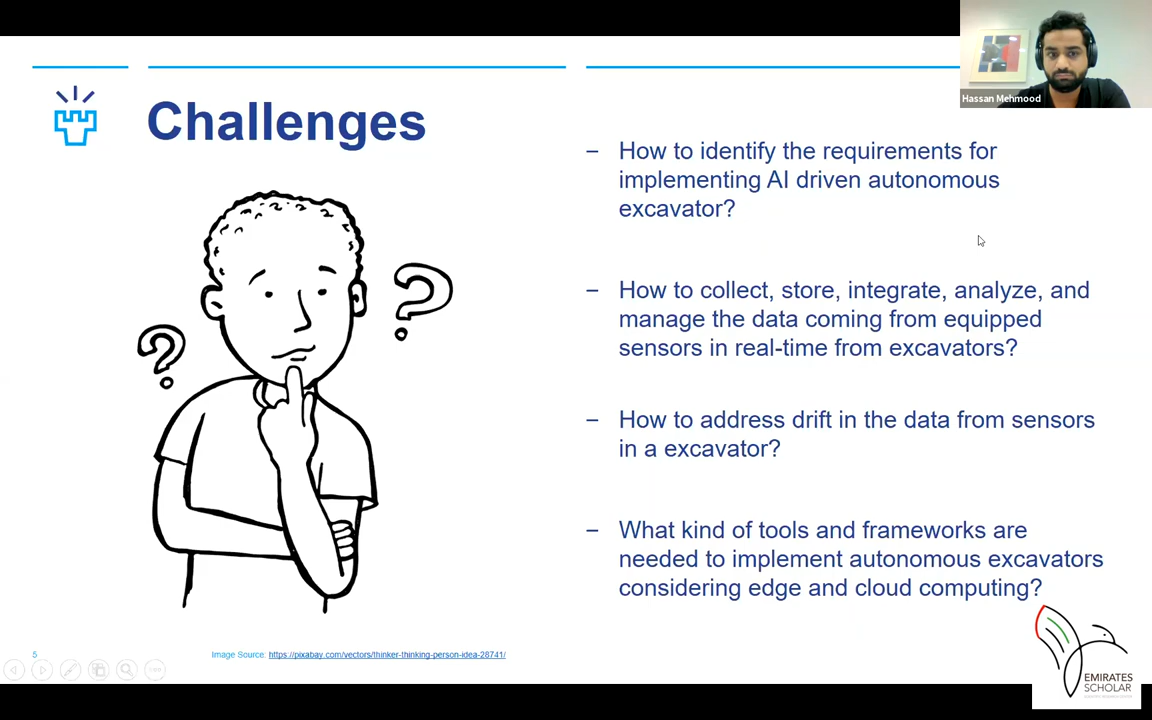 Hassan Mehmood
Challenges
– How to identify the requirements for
implementing AI driven autonomous
excavator?
– How to collect, store, integrate, analyze, and
manage the data coming from equipped
sensors in real-time from excavators?
– How to address drift in the data from sensors
in a excavator?
– What kind of tools and frameworks are
needed to implement autonomous excavators
considering edge and cloud computing?
5
Image Source: https://pixabay.com/vectors/thinker-thinking-person-idea-28741/
EMIRATES
SCHOLAR